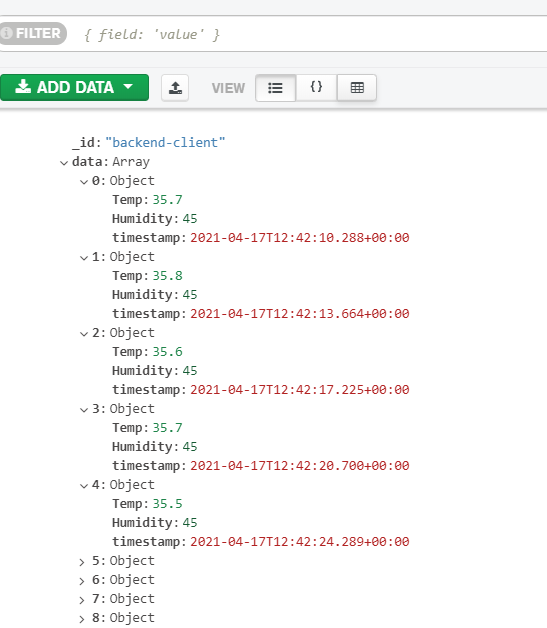 FILTER { field: 'value' }
ADD DATA VIEW {}
_id: "backend-client"
data: Array
0: Object
Temp: 35.7
Humidity: 45
timestamp: 2021-04-17T12:42:10.288+00:00
1: Object
Temp: 35.8
Humidity: 45
timestamp: 2021-04-17T12:42:13.664+00:00
2: Object
Temp: 35.6
Humidity: 45
timestamp: 2021-04-17T12:42:17.225+00:00
3: Object
Temp: 35.7
Humidity: 45
timestamp: 2021-04-17T12:42:20.700+00:00
4: Object
Temp: 35.5
Humidity: 45
timestamp: 2021-04-17T12:42:24.289+00:00
5: Object
6: Object
7: Object
8: Object